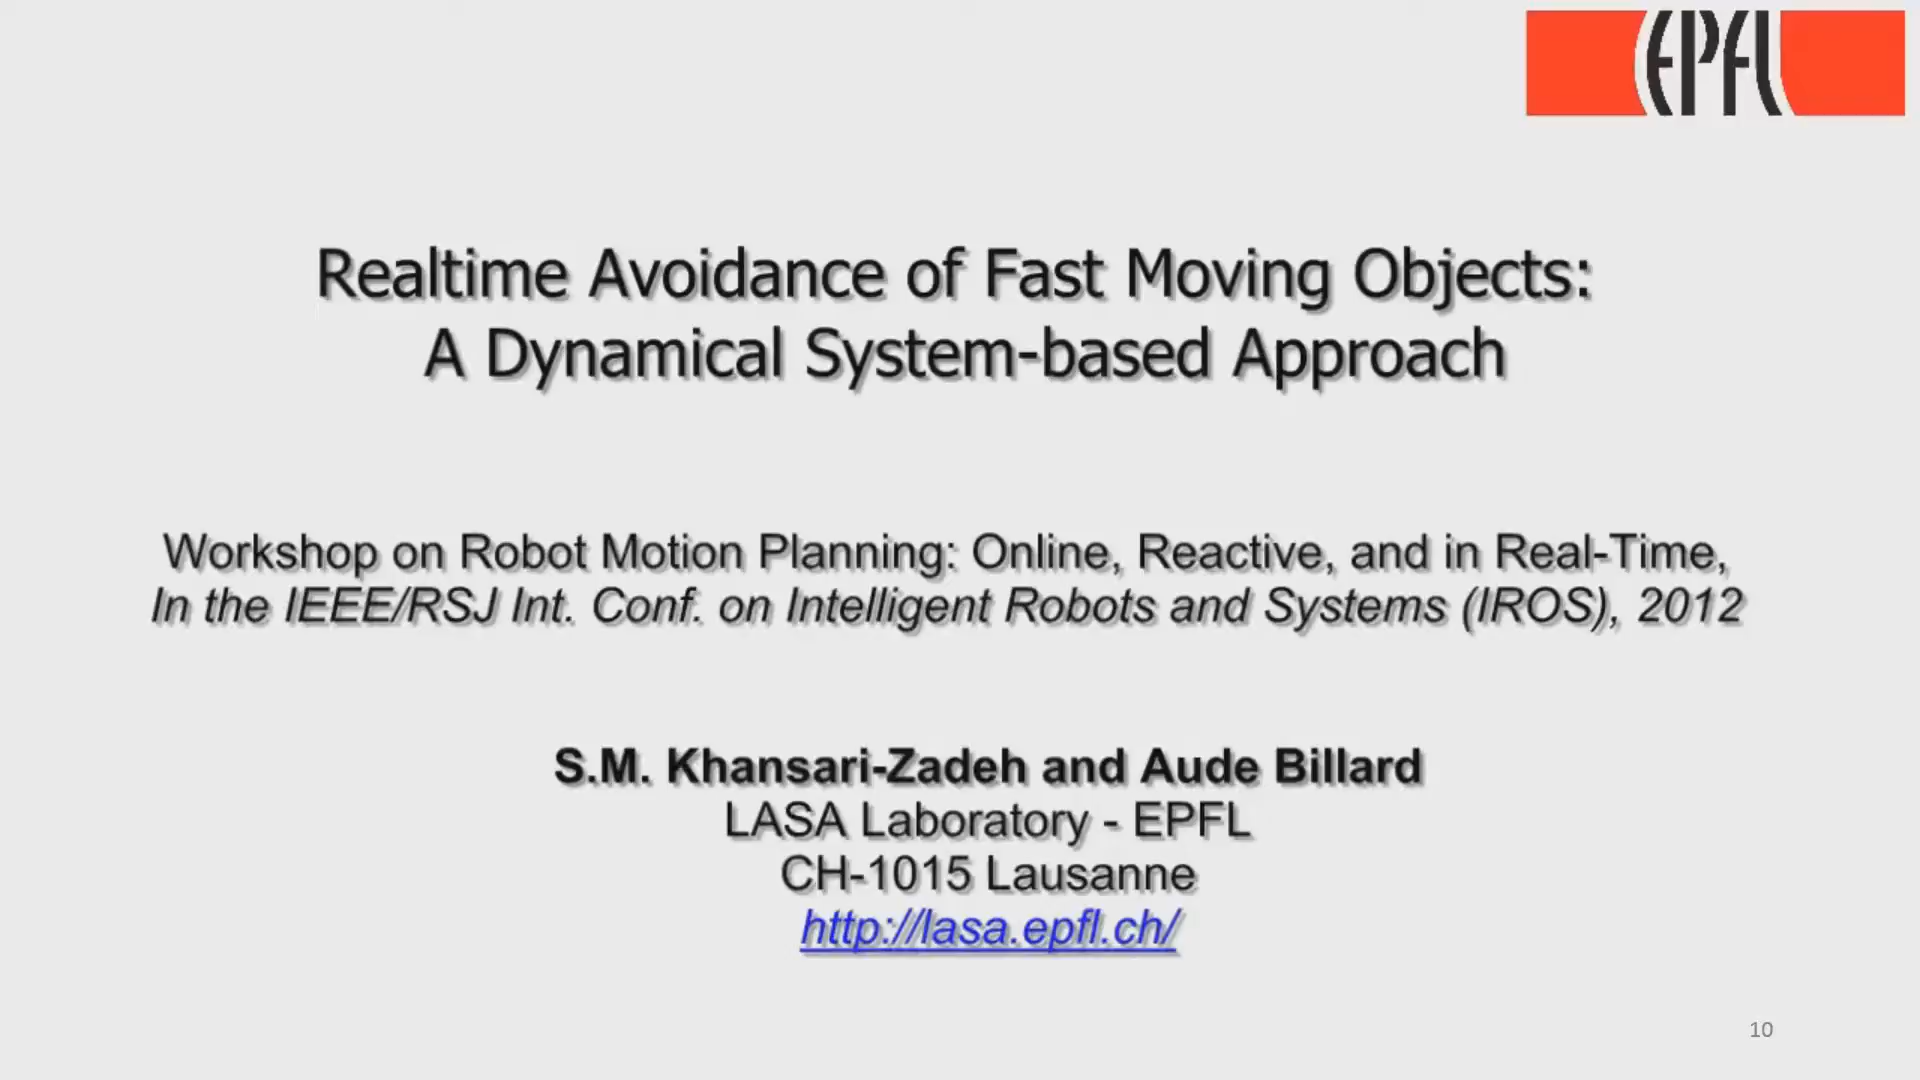 EPFL
Realtime Avoidance of Fast Moving Objects:
A Dynamical System-based Approach
Workshop on Robot Motion Planning: Online, Reactive, and in Real-Time,
In the IEEE/RSJ Int. Conf. on Intelligent Robots and Systems (IROS), 2012
S.M. Khansari-Zadeh and Aude Billard
LASA Laboratory - EPFL
CH-1015 Lausanne
http://lasa.epfl.ch/
10